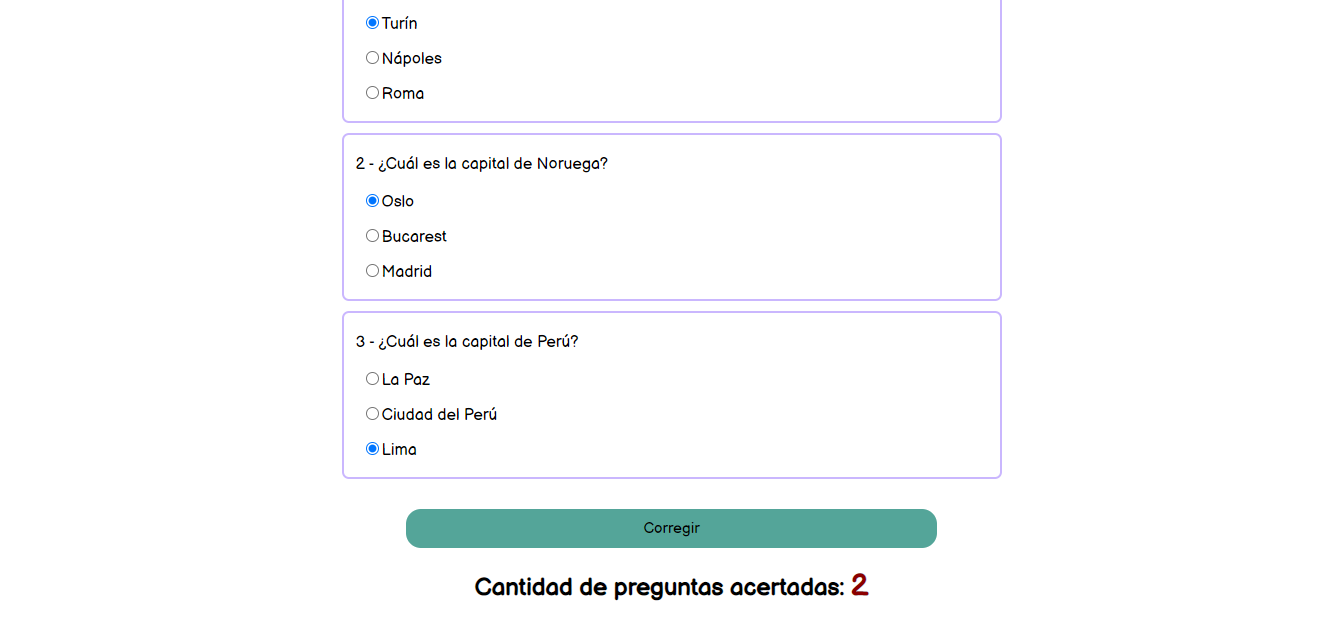 Turín
Nápoles
Roma
2 - ¿Cuál es la capital de Noruega?
Oslo
Bucarest
Madrid
3 - ¿Cuál es la capital de Perú?
La Paz
Ciudad del Perú
Lima
Corregir
Cantidad de preguntas acertadas: 2